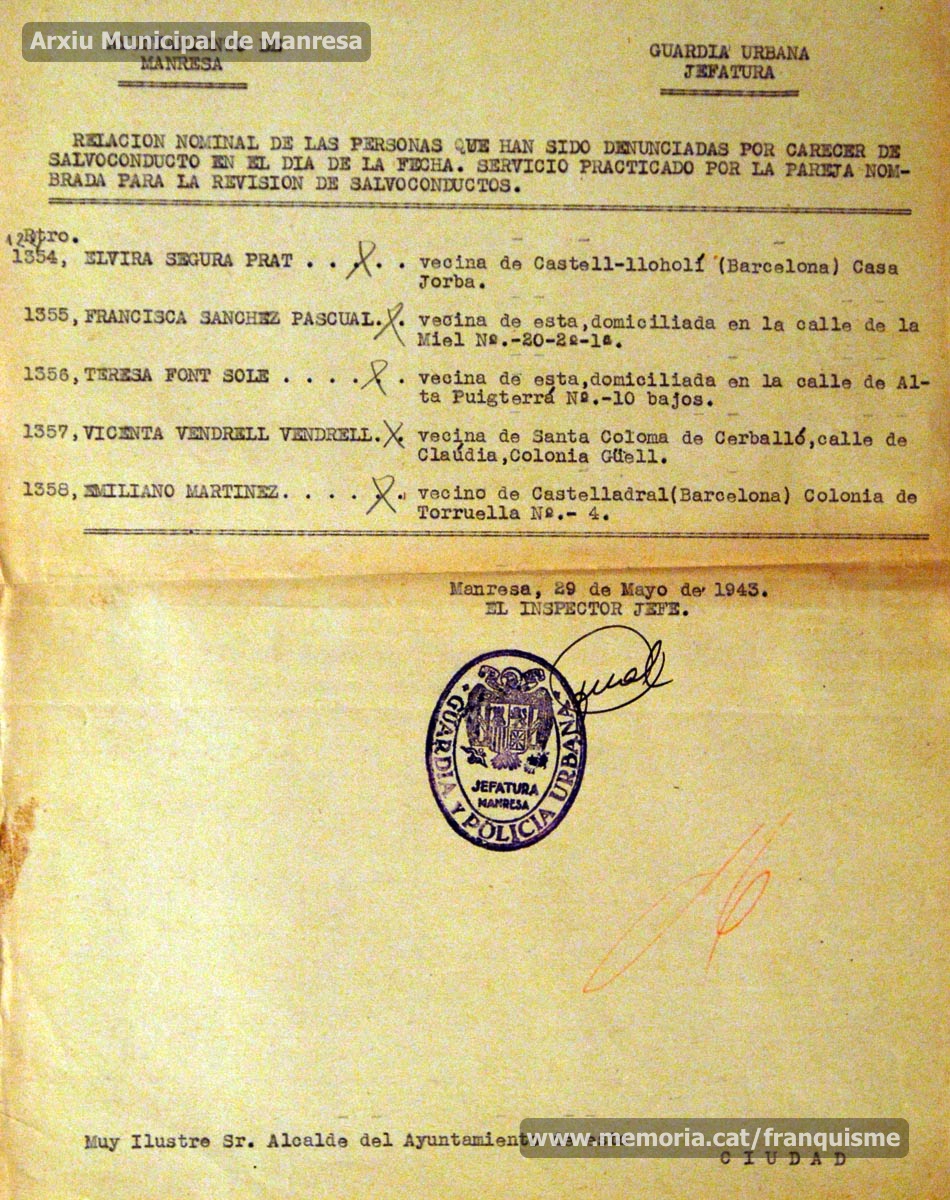 Arxiu Municipal de Manresa
MANRESA
GUARDIA URBANA
JEFATURA
RELACION NOMINAL DE LAS PERSONAS QUE HAN SIDO DENUNCIADAS POR CARECER DE
SALVOCONDUCTO EN EL DIA DE LA FECHA. SERVICIO PRACTICADO POR LA PAREJA NOM-
BRADA PARA LA REVISION DE SALVOCONDUCTOS.
Rtro.
1354, ELVIRA SEGURA PRAT . . . . . vecina de Castell-lloholí (Barcelona) Casa
Jorba.
1355, FRANCISCA SANCHEZ PASCUAL. . vecina de esta,domiciliada en la calle de la
Miel Nº.-20-2º-1ª.
1356, TERESA FONT SOLE . . . . . . vecina de esta,domiciliada en la calle de Al-
ta Puigterrá Nº.-10 bajos.
1357, VICENTA VENDRELL VENDRELL. . vecina de Santa Coloma de Cerballó,calle de
Claúdia,Colonia Güell.
1358, EMILIANO MARTINEZ. . . . . . vecino de Castelladral(Barcelona) Colonia de
Torruella Nº.- 4.
Manresa, 29 de Mayo de 1943.
EL INSPECTOR JEFE.
GUARDIA Y POLICIA URBANA
JEFATURA
MANRESA
Muy Ilustre Sr. Alcalde del Ayuntamient
www.memoria.cat/franquisme
CIUDAD